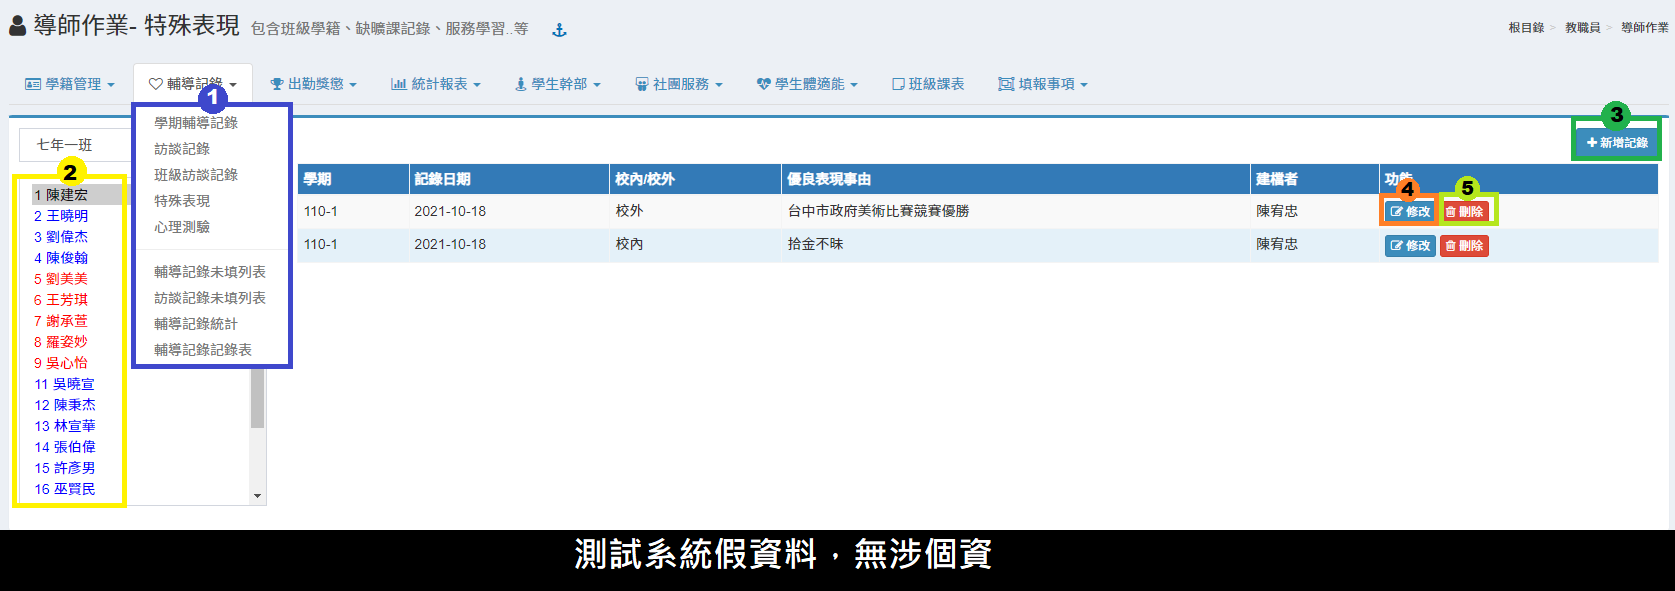 導師作業- 特殊表現 包含班級學籍、缺曠課記錄、服務學習..等
根目錄 > 教職員 > 導師作業
學籍管理 輔導記錄 出勤獎懲 統計報表 學生幹部 社團服務 學生體適能 班級課表 填報事項
1
學期輔導記錄
訪談記錄
班級訪談記錄
特殊表現
心理測驗
輔導記錄未填列表
訪談記錄未填列表
輔導記錄統計
輔導記錄記錄表
七年一班
2
1 陳建宏
2 王曉明
3 劉偉杰
4 陳俊翰
5 劉美美
6 王芳琪
7 謝承萱
8 羅姿妙
9 吳心怡
11 吳曉宣
12 陳秉杰
13 林宣華
14 張伯偉
15 許彥男
16 巫賢民
3
+新增記錄
學期 記錄日期 校內/校外 優良表現事由 建檔者 功能
4 5
110-1 2021-10-18 校外 台中市政府美術比賽競賽優勝 陳宥忠 修改 刪除
110-1 2021-10-18 校內 拾金不昧 陳宥忠 修改 刪除
測試系統假資料，無涉個資